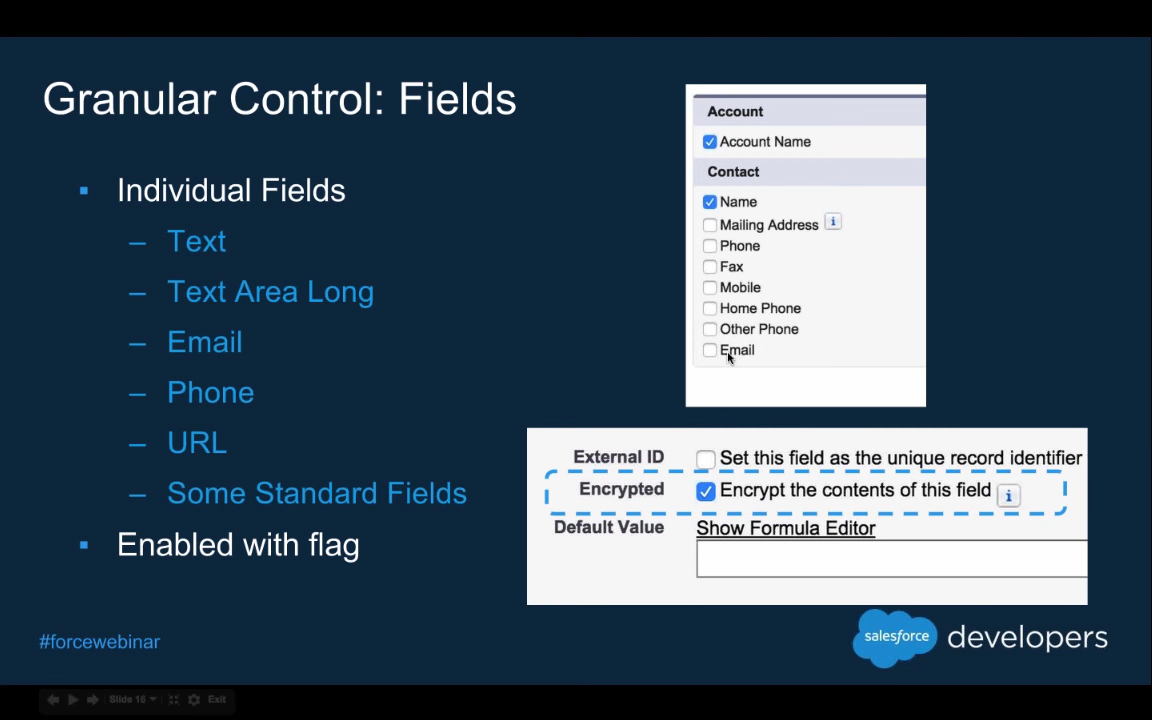 Granular Control: Fields
Individual Fields
– Text
– Text Area Long
– Email
– Phone
– URL
– Some Standard Fields
Enabled with flag
Account
Account Name
Contact
Name
Mailing Address i
Phone
Fax
Mobile
Home Phone
Other Phone
Email
External ID Set this field as the unique record identifier
Encrypted Encrypt the contents of this field i
Default Value Show Formula Editor
#forcewebinar
salesforce developers
Slide 16 Exit